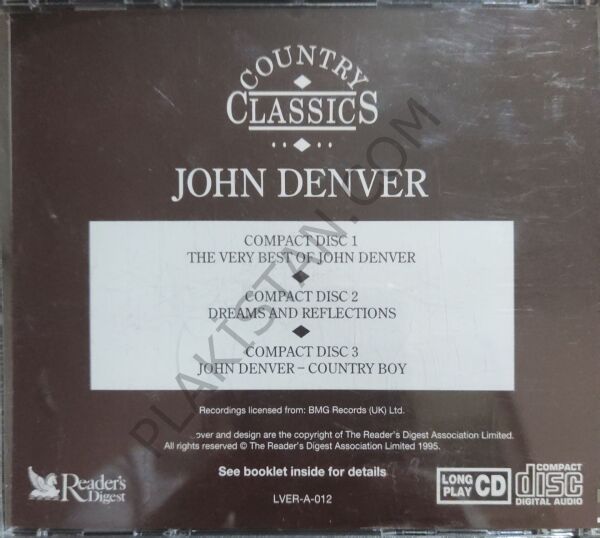 COUNTRY
CLASSICS
JOHN DENVER
COMPACT DISC 1
THE VERY BEST OF JOHN DENVER
COMPACT DISC 2
DREAMS AND REFLECTIONS
COMPACT DISC 3
JOHN DENVER – COUNTRY BOY
Recordings licensed from: BMG Records (UK) Ltd.
and design are the copyright of The Reader's Digest Association Limited.
All rights reserved © The Reader's Digest Association Limited 1995.
See booklet inside for details
Reader's
Digest
LVER-A-012
LONG
PLAY CD
COMPACT
disc
DIGITAL AUDIO
PLAKİSTAN.COM